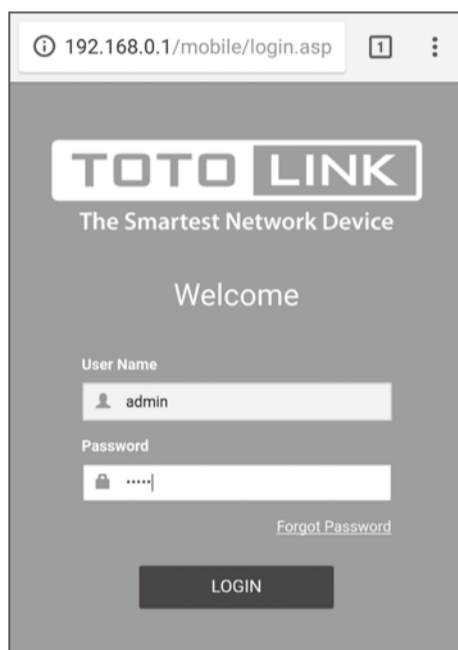 192.168.0.1/mobile/login.asp 1
TOTO LINK
The Smartest Network Device
Welcome
User Name
admin
Password
•••••
Forgot Password
LOGIN